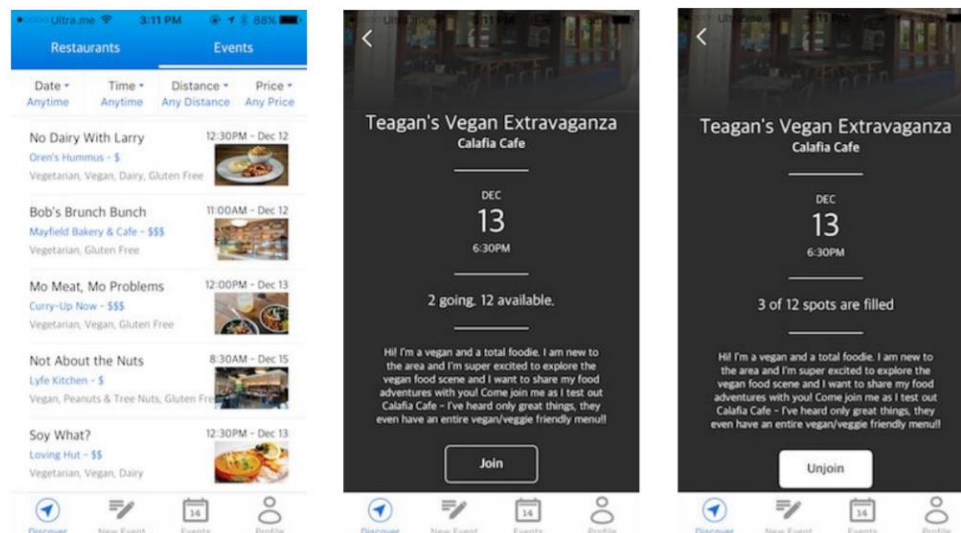 Ultra.me 3:11 PM 88%
Restaurants Events
Date Time Distance Price
Anytime Anytime Any Distance Any Price
No Dairy With Larry 12:30PM - Dec 12
Oren's Hummus - $
Vegetarian, Vegan, Dairy, Gluten Free
Bob's Brunch Bunch 11:00AM - Dec 12
Mayfield Bakery & Cafe - $$$
Vegetarian, Gluten Free
Mo Meat, Mo Problems 12:00PM - Dec 13
Curry-Up Now - $$$
Vegetarian, Vegan, Gluten Free
Not About the Nuts 8:30AM - Dec 15
Lyfe Kitchen - $
Vegan, Peanuts & Tree Nuts, Gluten Fre
Soy What? 12:30PM - Dec 13
Loving Hut - $$
Vegetarian, Vegan, Dairy
14
Discover New Event Events Profile
Teagan's Vegan Extravaganza
Calafia Cafe
DEC
13
6:30PM
2 going. 12 available.
Hi! I'm a vegan and a total foodie. I am new to
the area and I'm super excited to explore the
vegan food scene and I want to share my food
adventures with you! Come join me as I test out
Calafia Cafe - I've heard only great things, they
even have an entire vegan/veggie friendly menu!!
Join
14
Discover New Event Events Profile
Teagan's Vegan Extravaganza
Calafia Cafe
DEC
13
6:30PM
3 of 12 spots are filled
Hi! I'm a vegan and a total foodie. I am new to
the area and I'm super excited to explore the
vegan food scene and I want to share my food
adventures with you! Come join me as I test out
Calafia Cafe - I've heard only great things, they
even have an entire vegan/veggie friendly menu!!
Unjoin
14
Discover New Event Events Profile